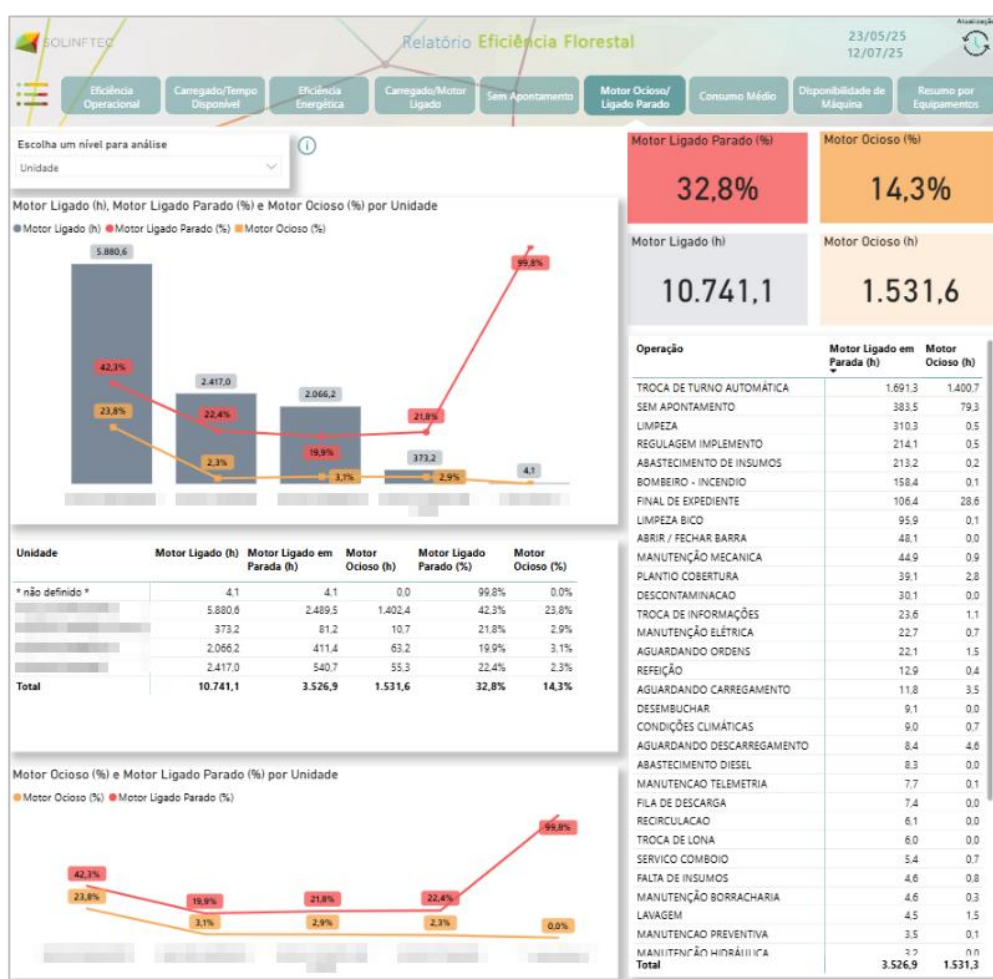 SOLINFTEC
Relatório Eficiência Florestal
23/05/25
12/07/25
Atualização
Eficiência Operacional
Carregado/Tempo Disponível
Eficiência Energética
Carregado/Motor Ligado
Sem Apontamento
Motor Ocioso/ Ligado Parado
Consumo Médio
Disponibilidade de Máquina
Resumo por Equipamentos
Escolha um nível para análise
Unidade
Motor Ligado (h), Motor Ligado Parado (%) e Motor Ocioso (%) por Unidade
Motor Ligado (h) Motor Ligado Parado (%) Motor Ocioso (%)
5.880,6
99,8%
42,3%
2.417,0
2.066,2
23,8%
22,4%
21,8%
19,9%
373,2
2,3%
3,1%
2,9%
4,1
Unidade Motor Ligado (h) Motor Ligado em Parada (h) Motor Ocioso (h) Motor Ligado Parado (%) Motor Ocioso (%)
* não definido * 4,1 4,1 0,0 99,8% 0,0%
5.880,6 2.489,5 1.402,4 42,3% 23,8%
373,2 81,2 10,7 21,8% 2,9%
2.066,2 411,4 63,2 19,9% 3,1%
2.417,0 540,7 55,3 22,4% 2,3%
Total 10.741,1 3.526,9 1.531,6 32,8% 14,3%
Motor Ocioso (%) e Motor Ligado Parado (%) por Unidade
Motor Ocioso (%) Motor Ligado Parado (%)
99,8%
42,3%
23,8%
19,9%
21,8%
22,4%
3,1%
2,9%
2,3%
0,0%
Motor Ligado Parado (%)
32,8%
Motor Ocioso (%)
14,3%
Motor Ligado (h)
10.741,1
Motor Ocioso (h)
1.531,6
Operação Motor Ligado em Parada (h) Motor Ocioso (h)
TROCA DE TURNO AUTOMÁTICA 1.691,3 1.400,7
SEM APONTAMENTO 383,5 79,3
LIMPEZA 310,3 0,5
REGULAGEM IMPLEMENTO 214,1 0,5
ABASTECIMENTO DE INSUMOS 213,2 0,2
BOMBEIRO - INCENDIO 158,4 0,1
FINAL DE EXPEDIENTE 106,4 28,6
LIMPEZA BICO 95,9 0,1
ABRIR / FECHAR BARRA 48,1 0,0
MANUTENÇÃO MECANICA 44,9 0,9
PLANTIO COBERTURA 39,1 2,8
DESCONTAMINACAO 30,1 0,0
TROCA DE INFORMAÇÕES 23,6 1,1
MANUTENÇÃO ELÉTRICA 22,7 0,7
AGUARDANDO ORDENS 22,1 1,5
REFEIÇÃO 12,9 0,4
AGUARDANDO CARREGAMENTO 11,8 3,5
DESEMBUCHAR 9,1 0,0
CONDIÇÕES CLIMÁTICAS 9,0 0,7
AGUARDANDO DESCARREGAMENTO 8,4 4,6
ABASTECIMENTO DIESEL 8,3 0,0
MANUTENCAO TELEMETRIA 7,7 0,1
FILA DE DESCARGA 7,4 0,0
RECIRCULACAO 6,1 0,0
TROCA DE LONA 6,0 0,0
SERVICO COMBOIO 5,4 0,7
FALTA DE INSUMOS 4,6 0,8
MANUTENÇÃO BORRACHARIA 4,6 0,3
LAVAGEM 4,5 1,5
MANUTENCAO PREVENTIVA 3,5 0,1
MANUTENÇÃO HIDRÁULICA 3,2 0,0
Total 3.526,9 1.531,3